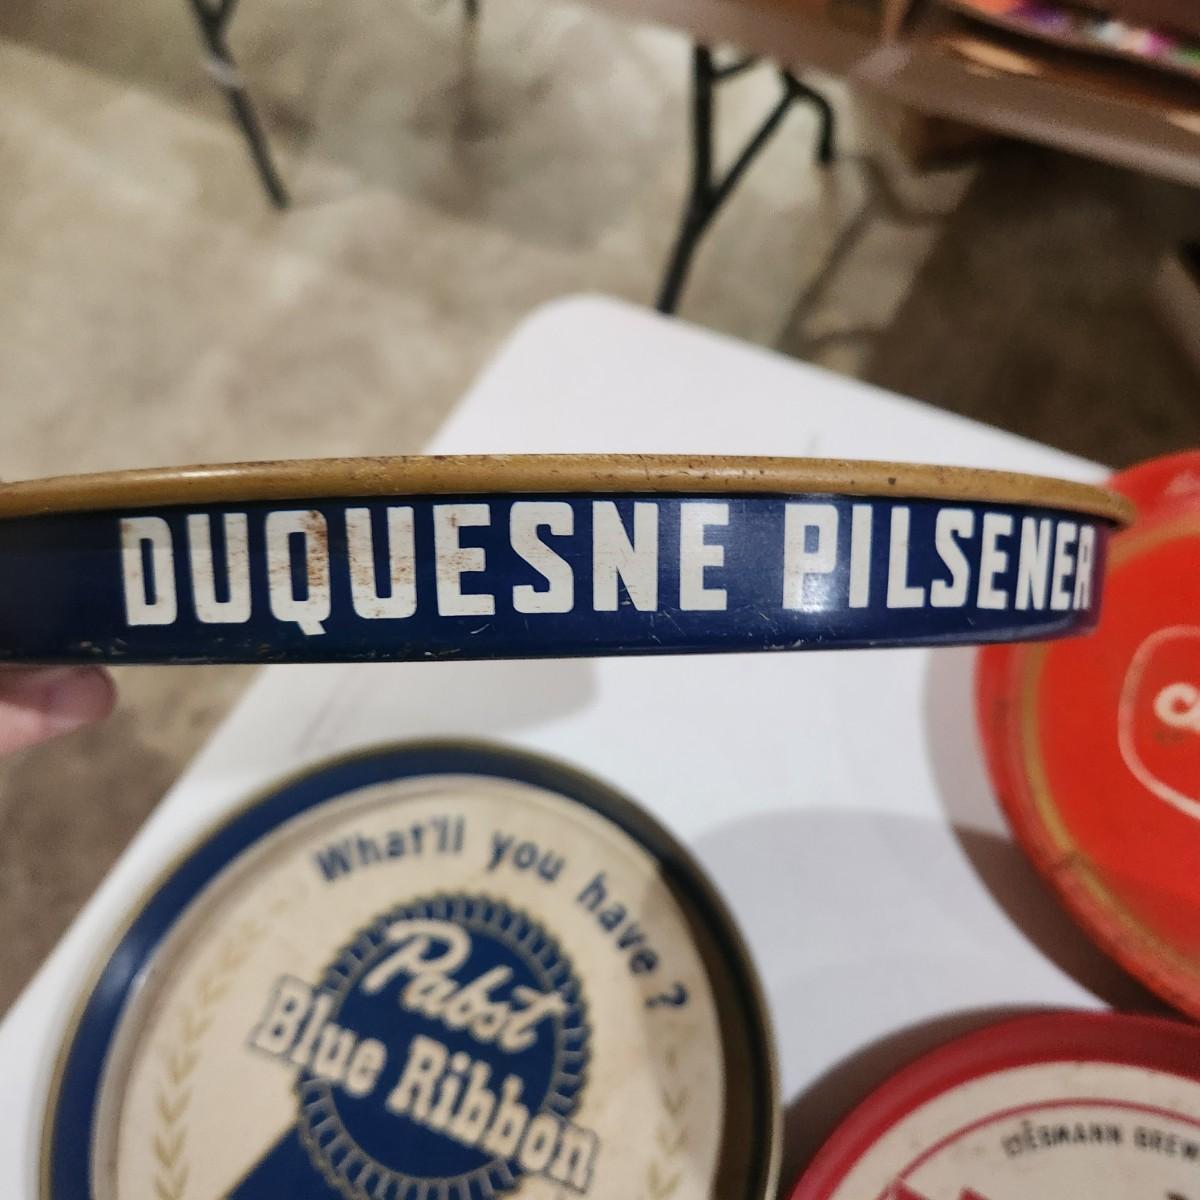 DUQUESNE PILSENER
What'll you have?
Pabst
Blue Ribbon